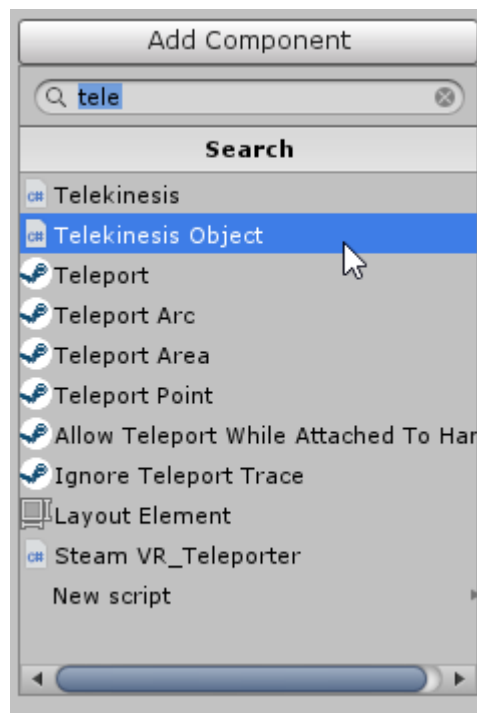 Add Component
tele
Search
c# Telekinesis
c# Telekinesis Object
Teleport
Teleport Arc
Teleport Area
Teleport Point
Allow Teleport While Attached To Har
Ignore Teleport Trace
Layout Element
c# Steam VR_Teleporter
New script